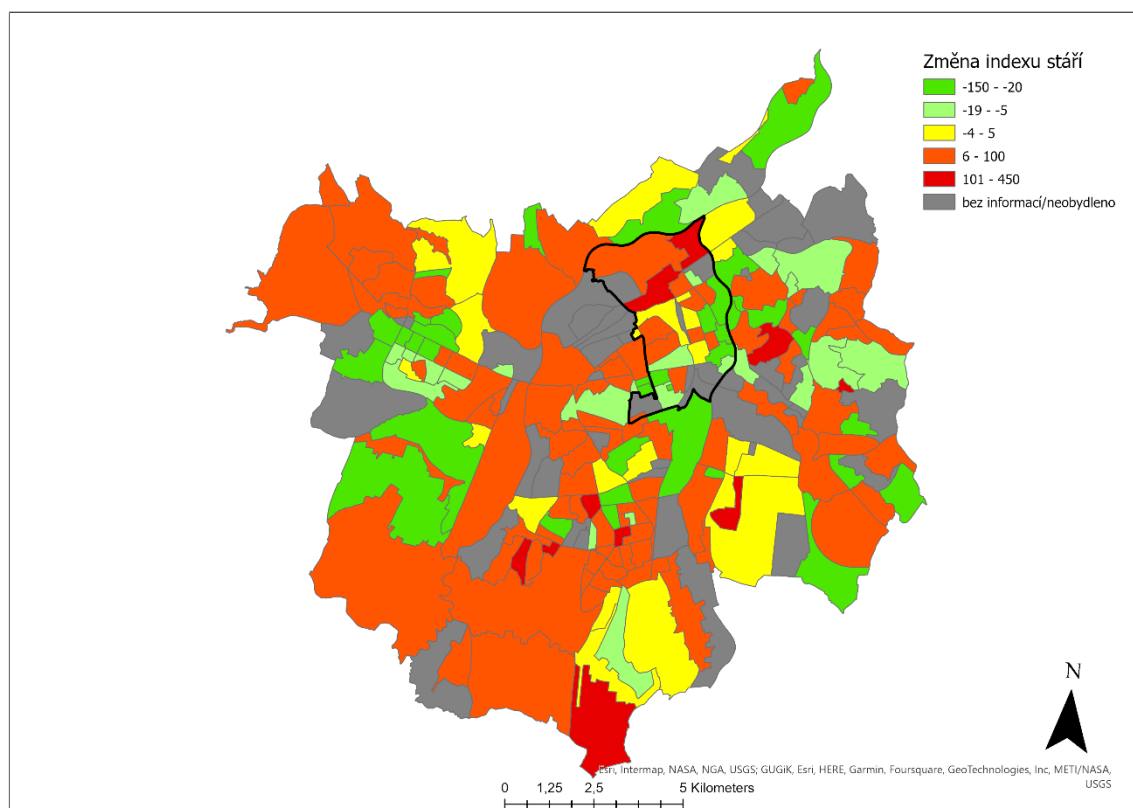 Změna indexu stáří
-150 - -20
-19 - -5
-4 - 5
6 - 100
101 - 450
bez informací/neobydleno
N
Esri, Intermap, NASA, NGA, USGS; GUGiK, Esri, HERE, Garmin, Foursquare, GeoTechnologies, Inc, METI/NASA,
USGS
0 1,25 2,5 5 Kilometers